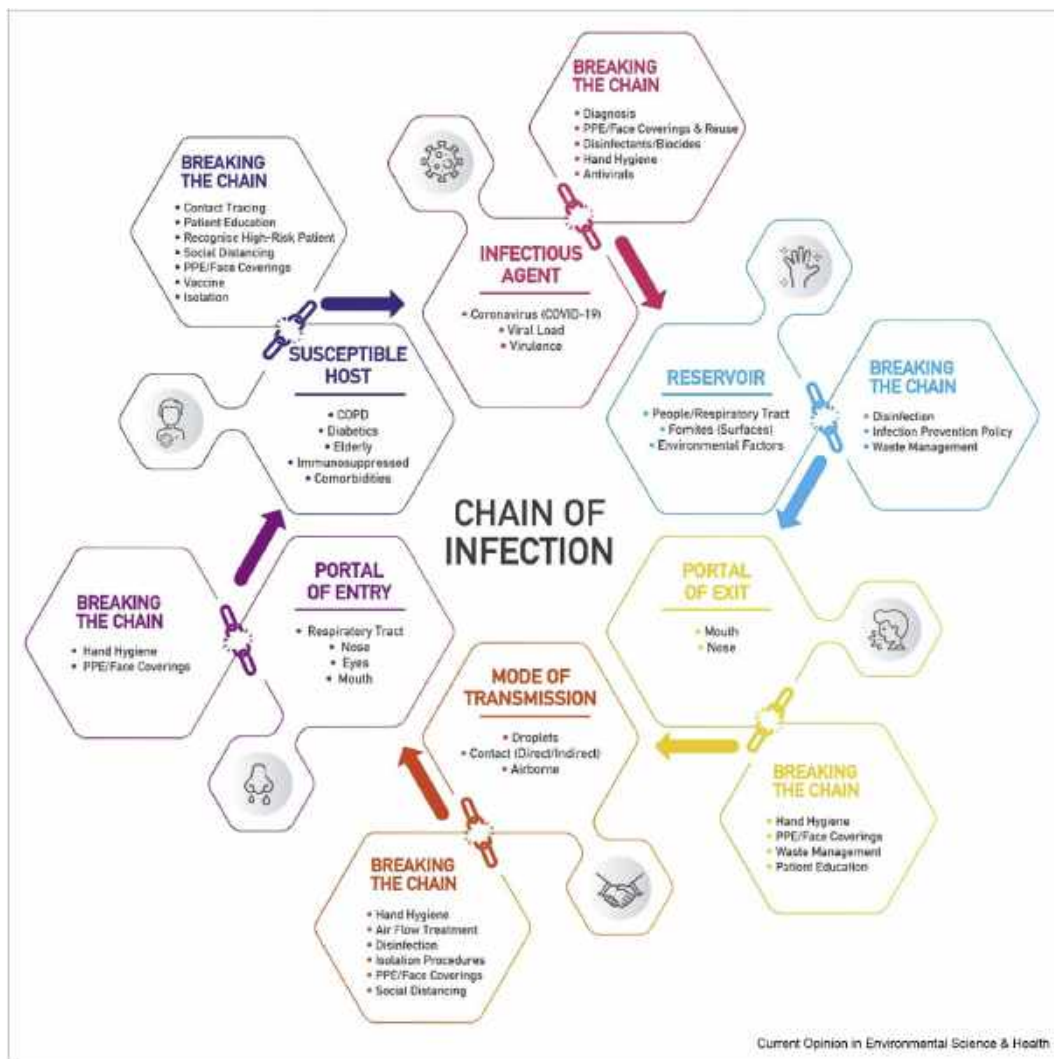 CHAIN OF
INFECTION
INFECTIOUS
AGENT
• Coronavirus (COVID-19)
• Viral Load
• Virulence
BREAKING
THE CHAIN
• Diagnosis
• PPE/Face Coverings & Reuse
• Disinfectants/Biocides
• Hand Hygiene
• Antivirals
RESERVOIR
• People/Respiratory Tract
• Fomites (Surfaces)
• Environmental Factors
BREAKING
THE CHAIN
• Disinfection
• Infection Prevention Policy
• Waste Management
PORTAL
OF EXIT
• Mouth
• Nose
BREAKING
THE CHAIN
• Hand Hygiene
• PPE/Face Coverings
• Waste Management
• Patient Education
MODE OF
TRANSMISSION
• Droplets
• Contact (Direct/Indirect)
• Airborne
BREAKING
THE CHAIN
• Hand Hygiene
• Air Flow Treatment
• Disinfection
• Isolation Procedures
• PPE/Face Coverings
• Social Distancing
PORTAL
OF ENTRY
• Respiratory Tract
• Nose
• Eyes
• Mouth
BREAKING
THE CHAIN
• Hand Hygiene
• PPE/Face Coverings
SUSCEPTIBLE
HOST
• COPD
• Diabetics
• Elderly
• Immunosuppressed
• Comorbidities
BREAKING
THE CHAIN
• Contact Tracing
• Patient Education
• Recognise High-Risk Patient
• Social Distancing
• PPE/Face Coverings
• Vaccine
• Isolation
Current Opinion in Environmental Science & Health